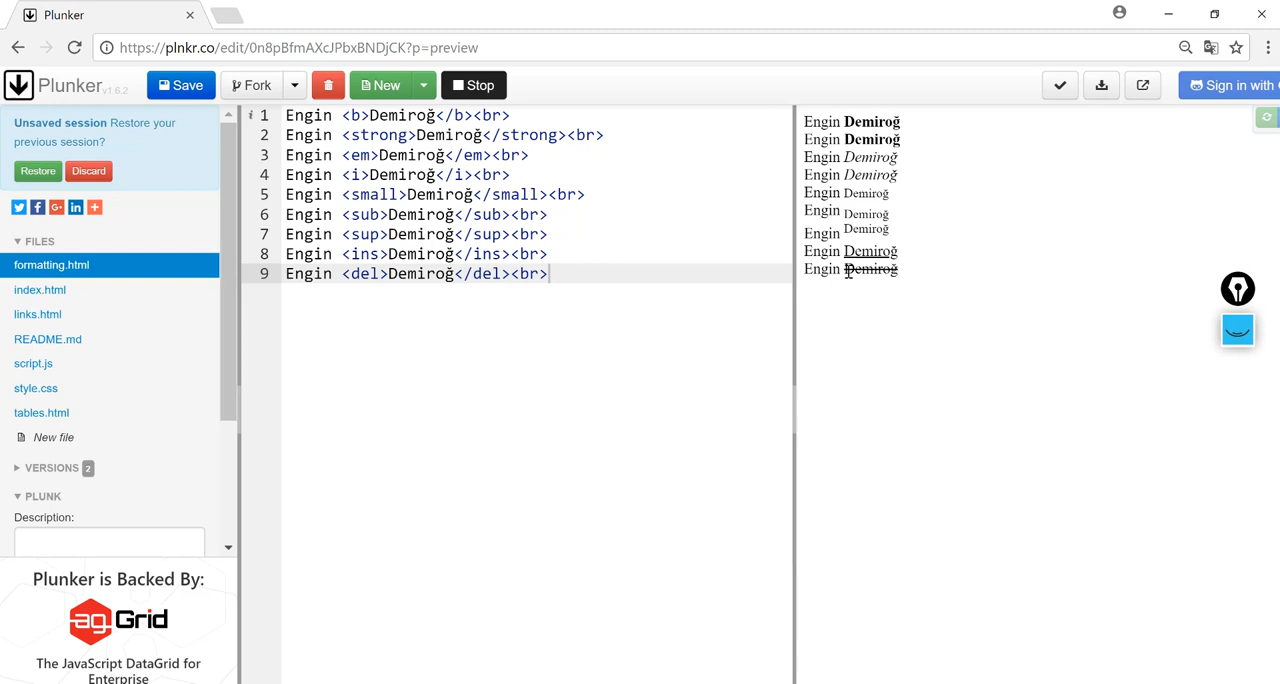 Plunker
https://plnkr.co/edit/0n8pBfmAXcJPbxBNDjCK?p=preview
Plunker v1.6.2
Save
Fork
New
Stop
Sign in with
Unsaved session Restore your
previous session?
Restore
Discard
FILES
formatting.html
index.html
links.html
README.md
script.js
style.css
tables.html
New file
VERSIONS 2
PLUNK
Description:
Plunker is Backed By:
ag Grid
The JavaScript DataGrid for
Enterprise
i 1 Engin <b>Demiroğ</b><br>
2 Engin <strong>Demiroğ</strong><br>
3 Engin <em>Demiroğ</em><br>
4 Engin <i>Demiroğ</i><br>
5 Engin <small>Demiroğ</small><br>
6 Engin <sub>Demiroğ</sub><br>
7 Engin <sup>Demiroğ</sup><br>
8 Engin <ins>Demiroğ</ins><br>
9 Engin <del>Demiroğ</del><br>
Engin Demiroğ
Engin Demiroğ
Engin Demiroğ
Engin Demiroğ
Engin Demiroğ
Engin Demiroğ
Engin Demiroğ
Engin Demiroğ
Engin Demiroğ